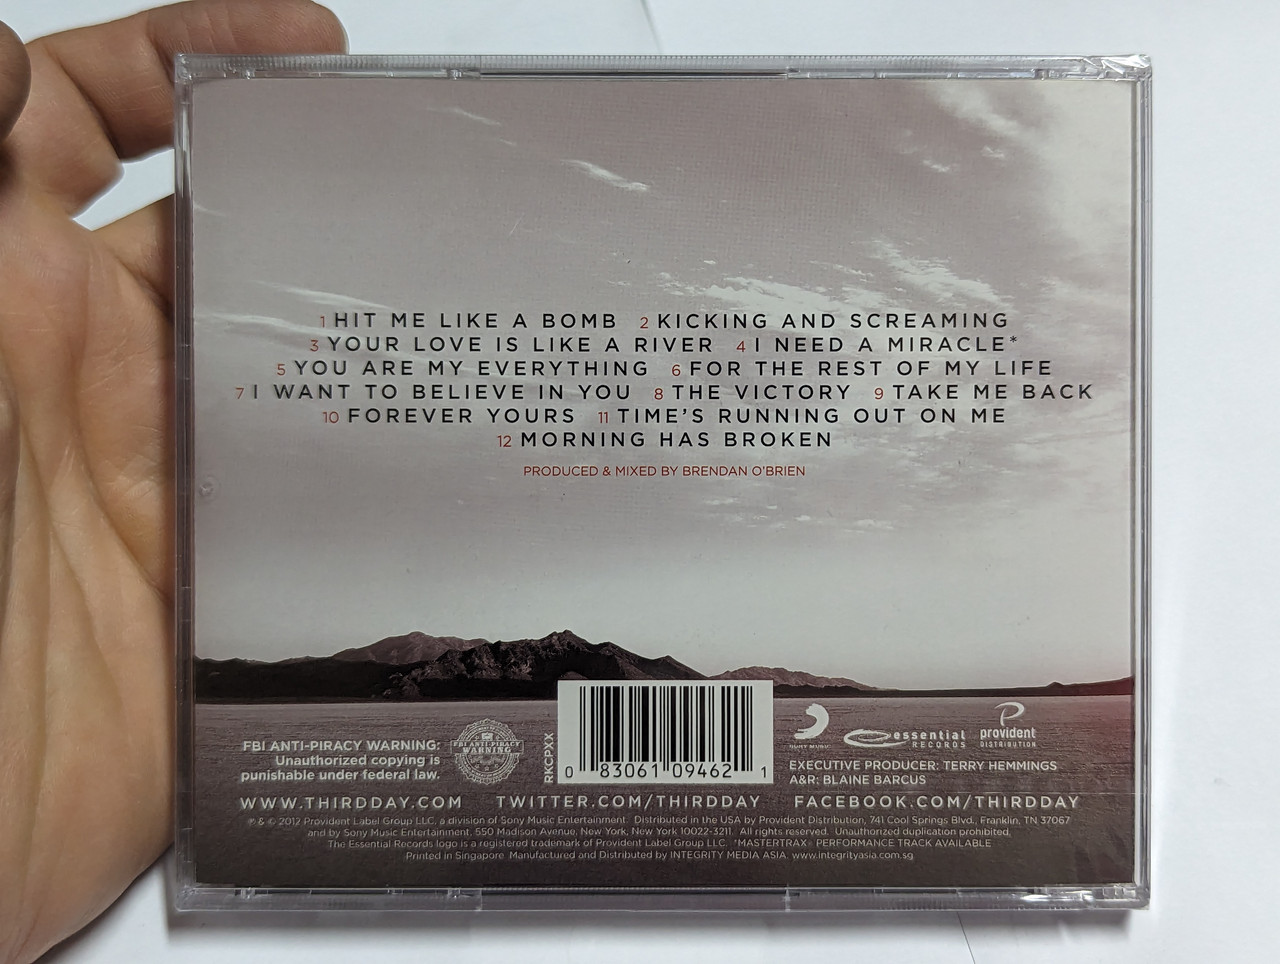 1 HIT ME LIKE A BOMB 2 KICKING AND SCREAMING
3 YOUR LOVE IS LIKE A RIVER 4 I NEED A MIRACLE*
5 YOU ARE MY EVERYTHING 6 FOR THE REST OF MY LIFE
7 I WANT TO BELIEVE IN YOU 8 THE VICTORY 9 TAKE ME BACK
10 FOREVER YOURS 11 TIME'S RUNNING OUT ON ME
12 MORNING HAS BROKEN
PRODUCED & MIXED BY BRENDAN O'BRIEN
FBI ANTI-PIRACY WARNING:
Unauthorized copying is
punishable under federal law.
FBI ANTI-PIRACY
WARNING
RKCPXX
0 83061 09462 1
SONY MUSIC
essential
RECORDS
provident
DISTRIBUTION
EXECUTIVE PRODUCER: TERRY HEMMINGS
A&R: BLAINE BARCUS
WWW.THIRDDAY.COM TWITTER.COM/THIRDDAY FACEBOOK.COM/THIRDDAY
℗ & © 2012 Provident Label Group LLC, a division of Sony Music Entertainment. Distributed in the USA by Provident Distribution, 741 Cool Springs Blvd., Franklin, TN 37067
and by Sony Music Entertainment, 550 Madison Avenue, New York, New York 10022-3211. All rights reserved. Unauthorized duplication prohibited.
The Essential Records logo is a registered trademark of Provident Label Group LLC. *MASTERTRAX® PERFORMANCE TRACK AVAILABLE
Printed in Singapore. Manufactured and Distributed by INTEGRITY MEDIA ASIA. www.integrityasia.com.sg